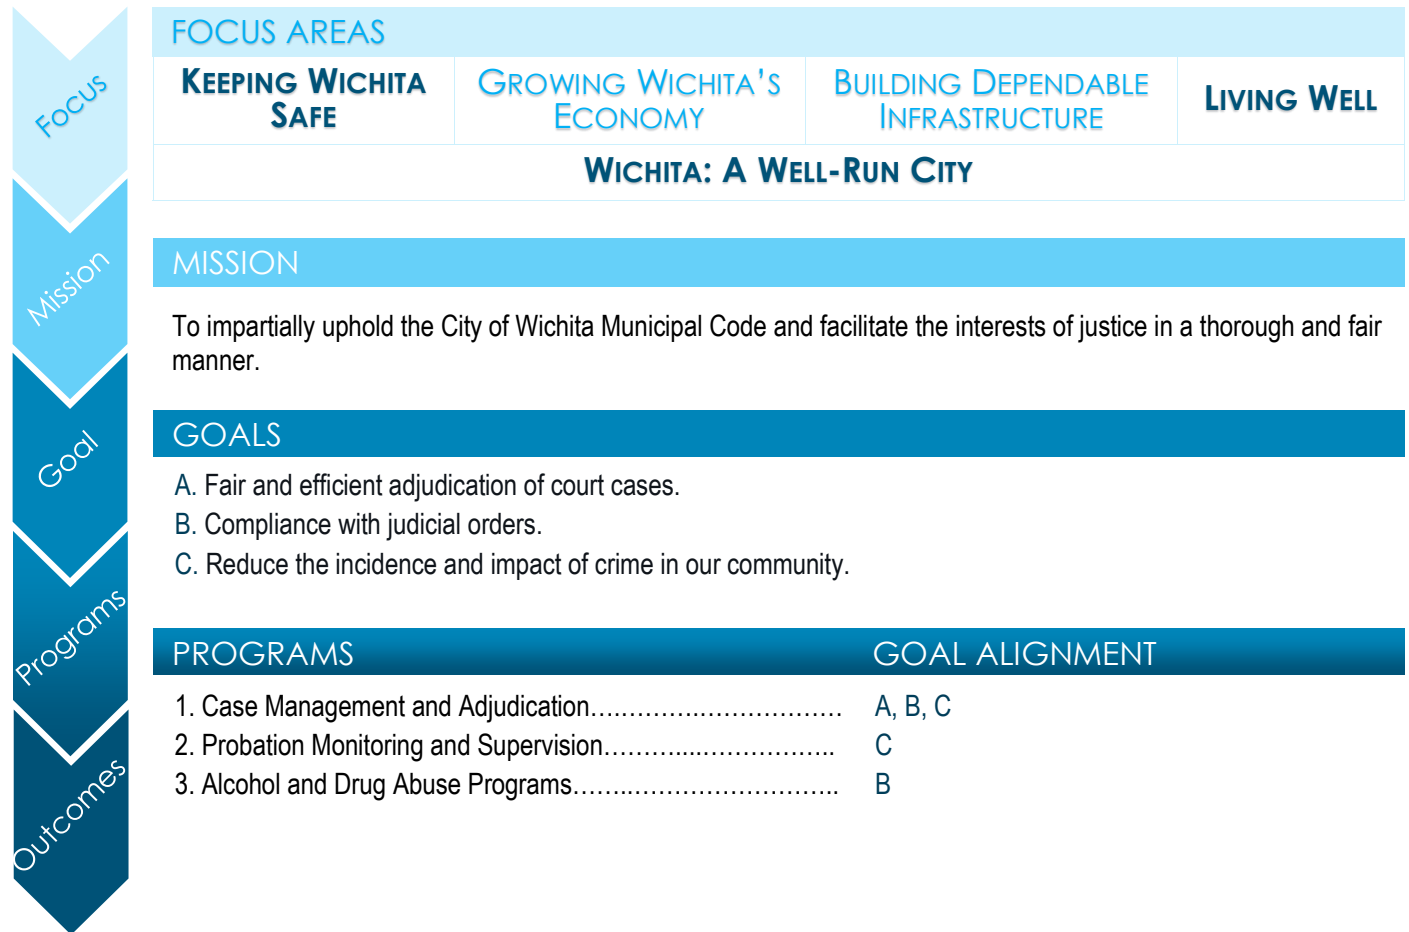 Focus
Mission
Goal
Programs
Outcomes
FOCUS AREAS
KEEPING WICHITA
SAFE
GROWING WICHITA'S
ECONOMY
BUILDING DEPENDABLE
INFRASTRUCTURE
LIVING WELL
WICHITA: A WELL-RUN CITY
MISSION
To impartially uphold the City of Wichita Municipal Code and facilitate the interests of justice in a thorough and fair
manner.
GOALS
A. Fair and efficient adjudication of court cases.
B. Compliance with judicial orders.
C. Reduce the incidence and impact of crime in our community.
PROGRAMS GOAL ALIGNMENT
1. Case Management and Adjudication….…….……………… A, B, C
2. Probation Monitoring and Supervision……….....………….….. C
3. Alcohol and Drug Abuse Programs…….……………………….. B